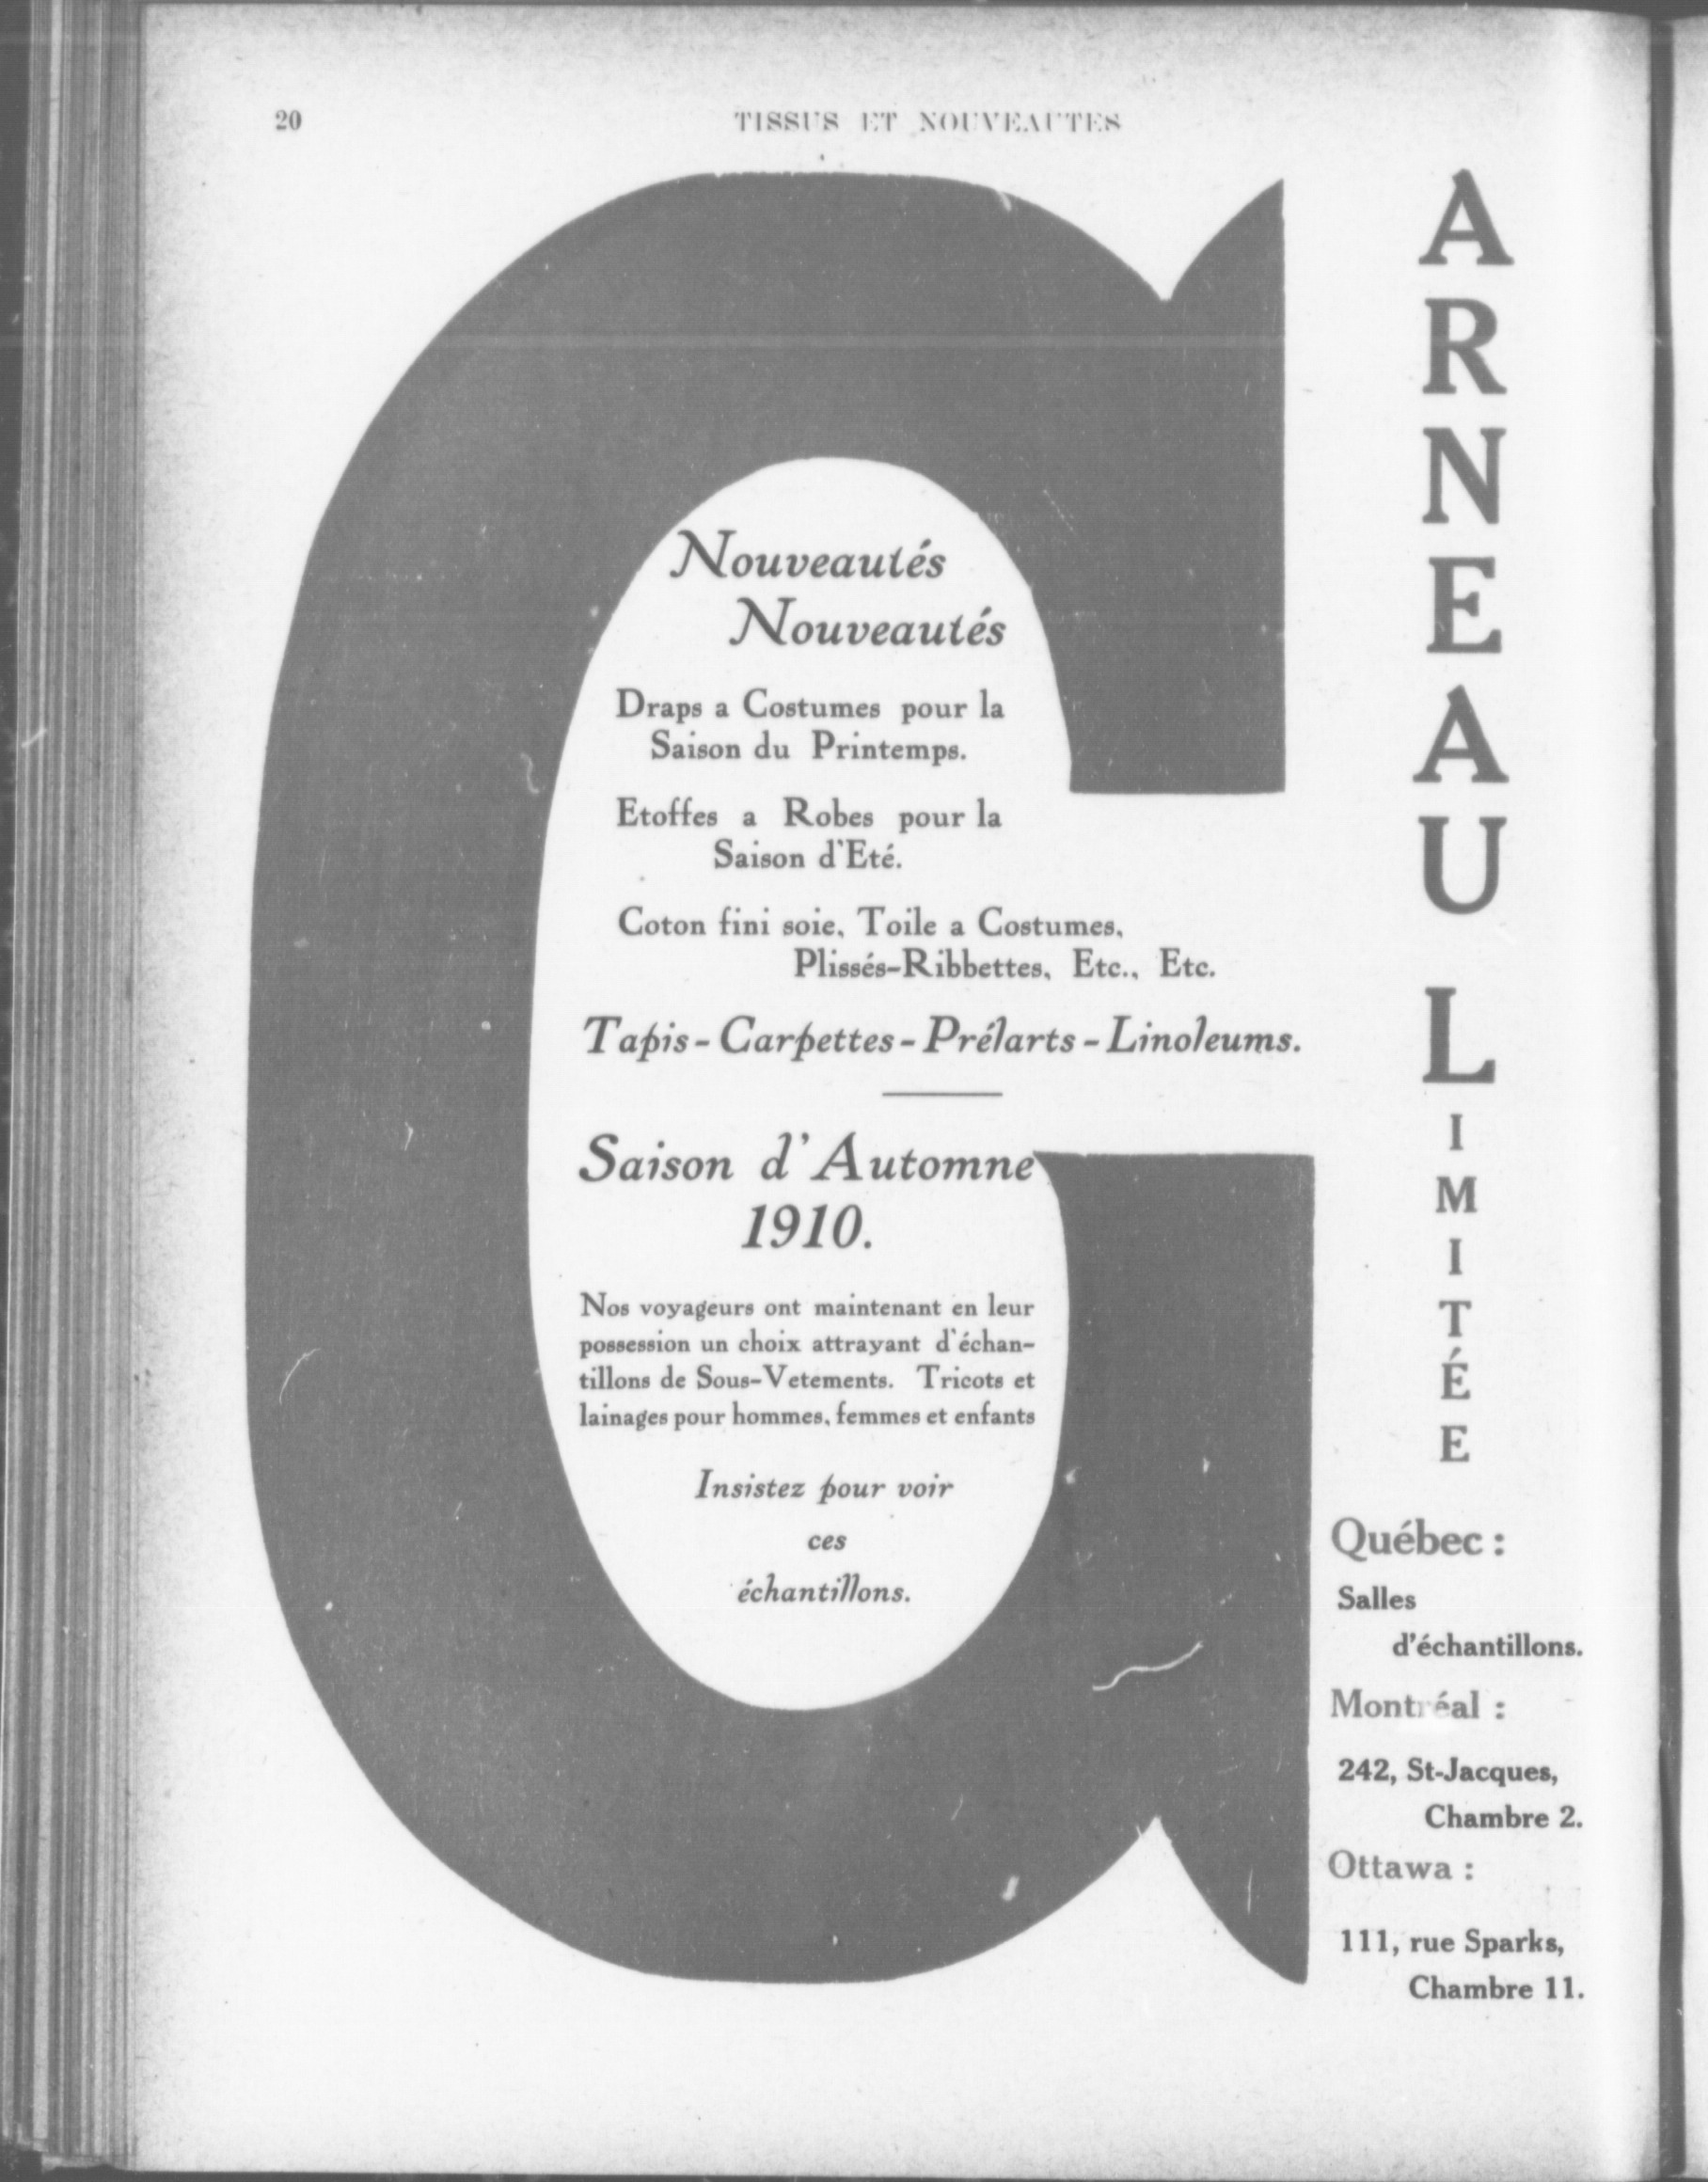 20
TISSUS ET NOUVEAUTES
G
ARNEAU
LIMITÉE
Nouveautés
Nouveautés
Draps a Costumes pour la
Saison du Printemps.
Etoffes a Robes pour la
Saison d'Eté.
Coton fini soie, Toile a Costumes,
Plissés-Ribbettes, Etc., Etc.
Tapis - Carpettes - Prélarts - Linoleums.
Saison d'Automne
1910.
Nos voyageurs ont maintenant en leur
possession un choix attrayant d'échan-
tillons de Sous-Vetements. Tricots et
lainages pour hommes, femmes et enfants
Insistez pour voir
ces
échantillons.
Québec :
Salles
d'échantillons.
Montréal :
242, St-Jacques,
Chambre 2.
Ottawa :
111, rue Sparks,
Chambre 11.